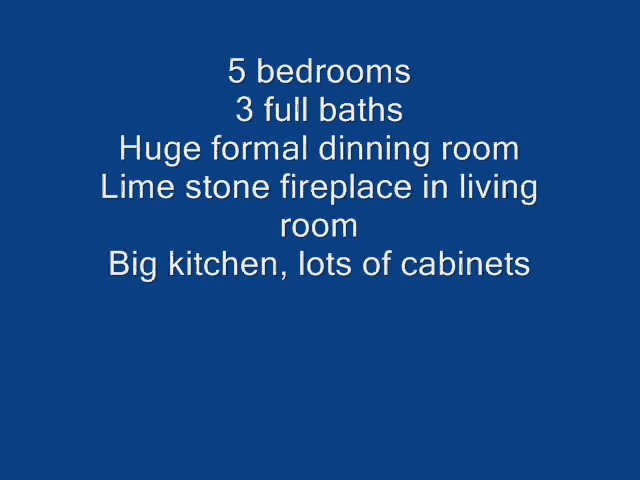 5 bedrooms
3 full baths
Huge formal dinning room
Lime stone fireplace in living
room
Big kitchen, lots of cabinets